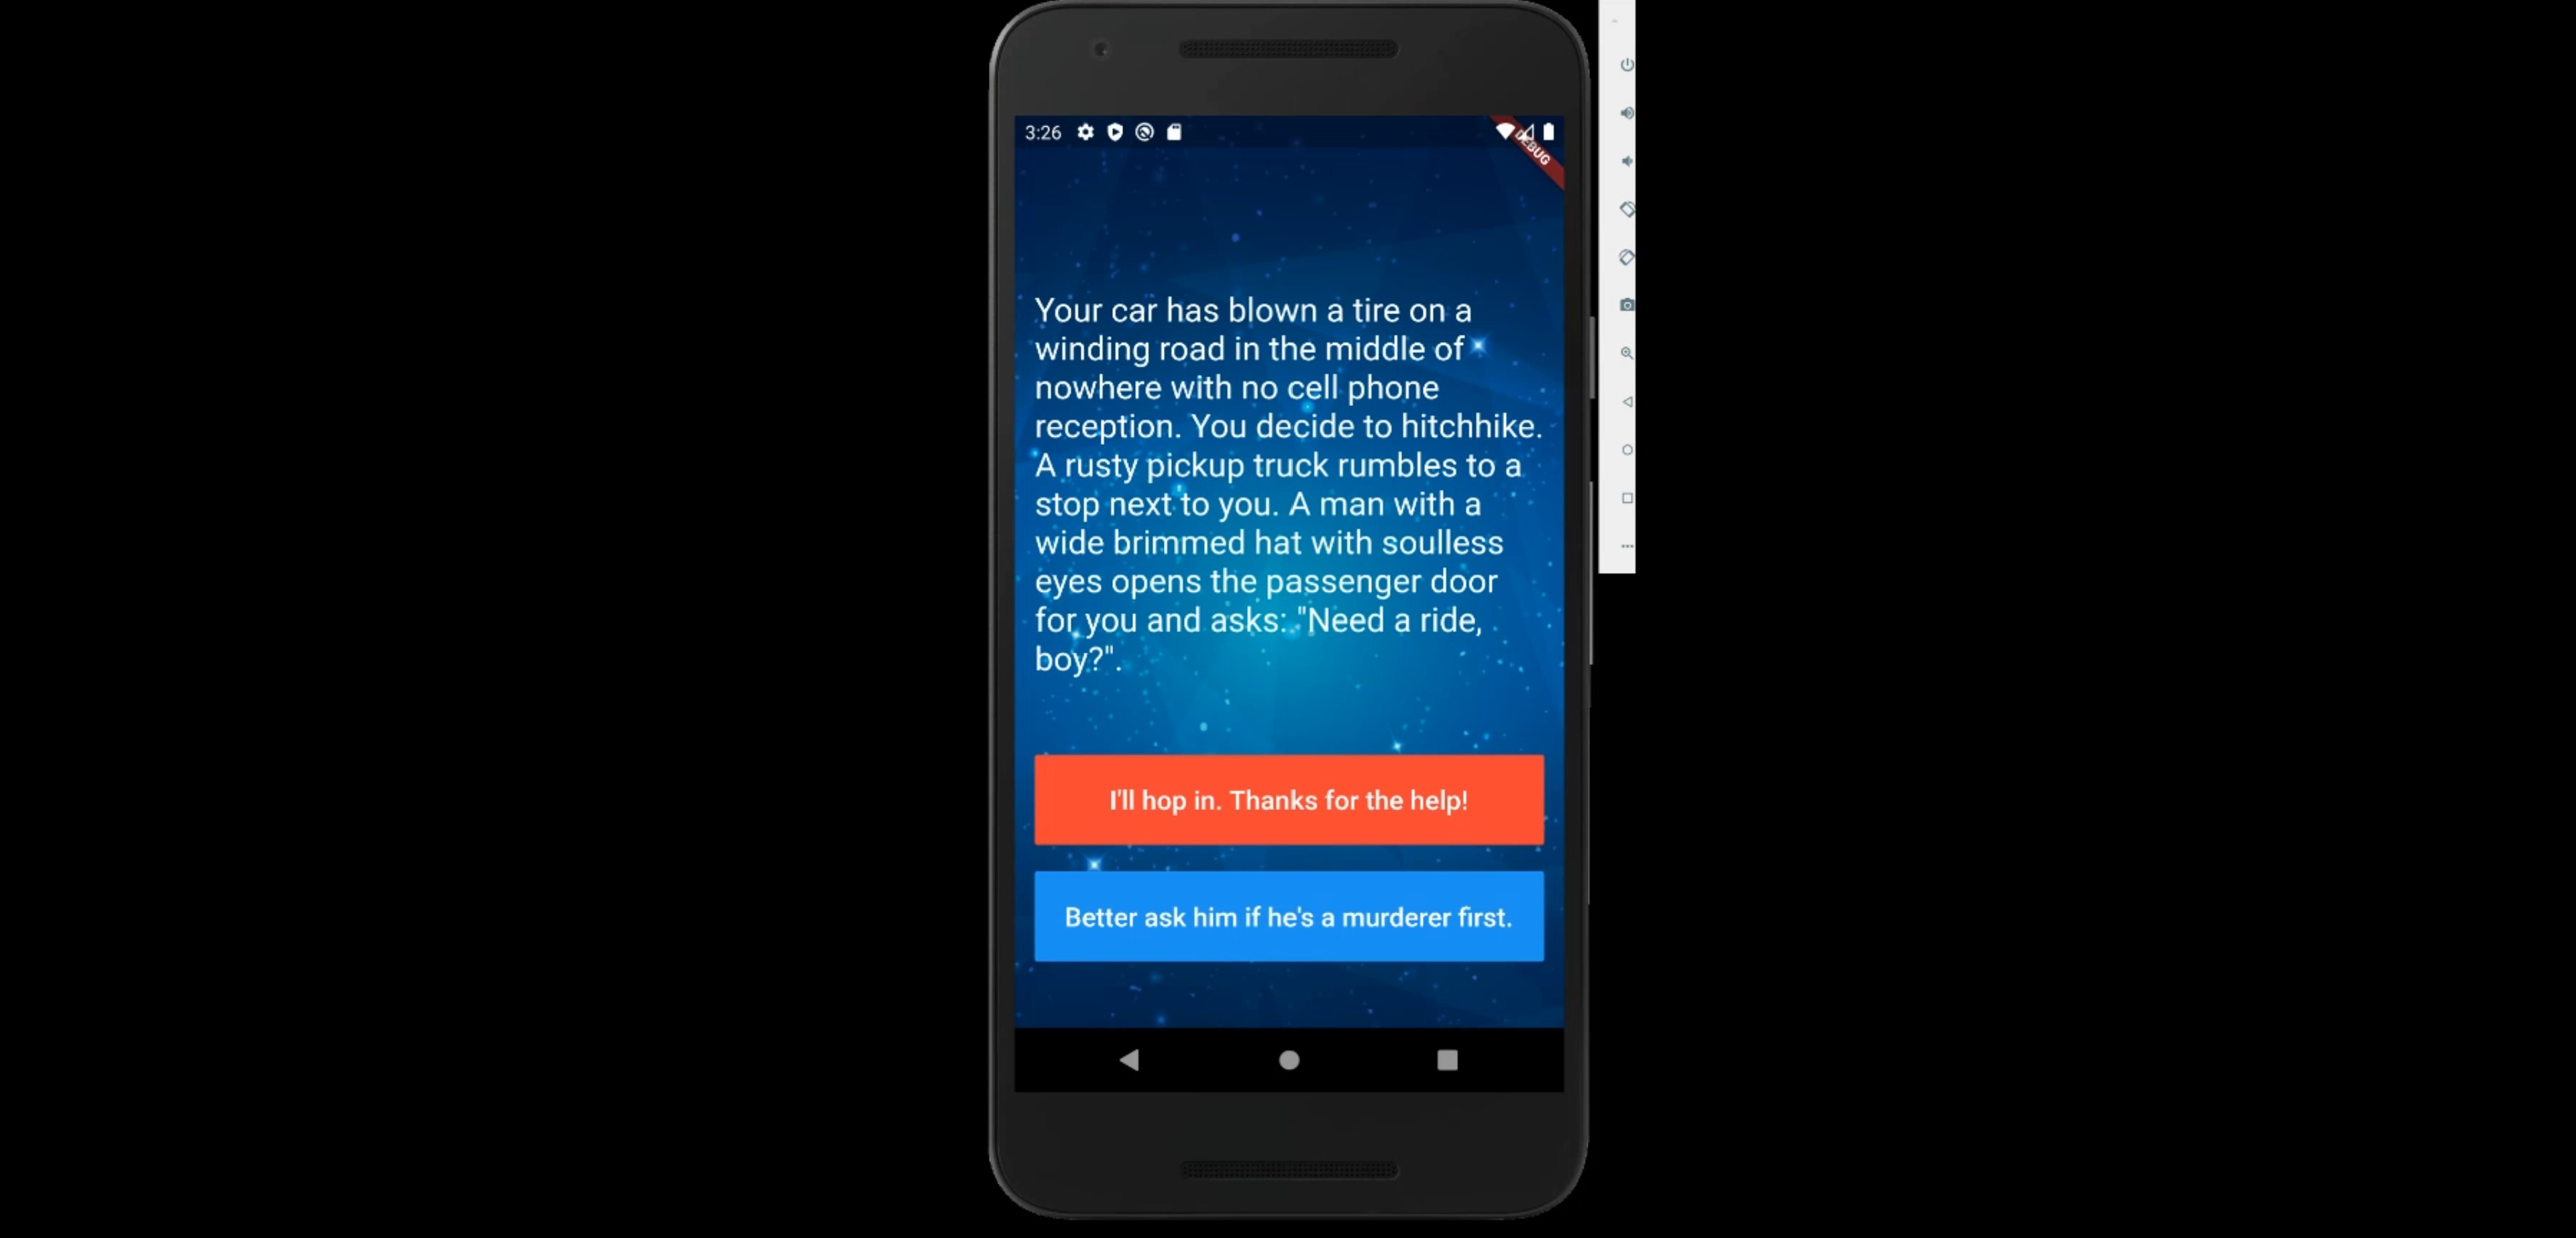 3:26
DEBUG
Your car has blown a tire on a
winding road in the middle of
nowhere with no cell phone
reception. You decide to hitchhike.
A rusty pickup truck rumbles to a
stop next to you. A man with a
wide brimmed hat with soulless
eyes opens the passenger door
for you and asks: "Need a ride,
boy?".
I'll hop in. Thanks for the help!
Better ask him if he's a murderer first.